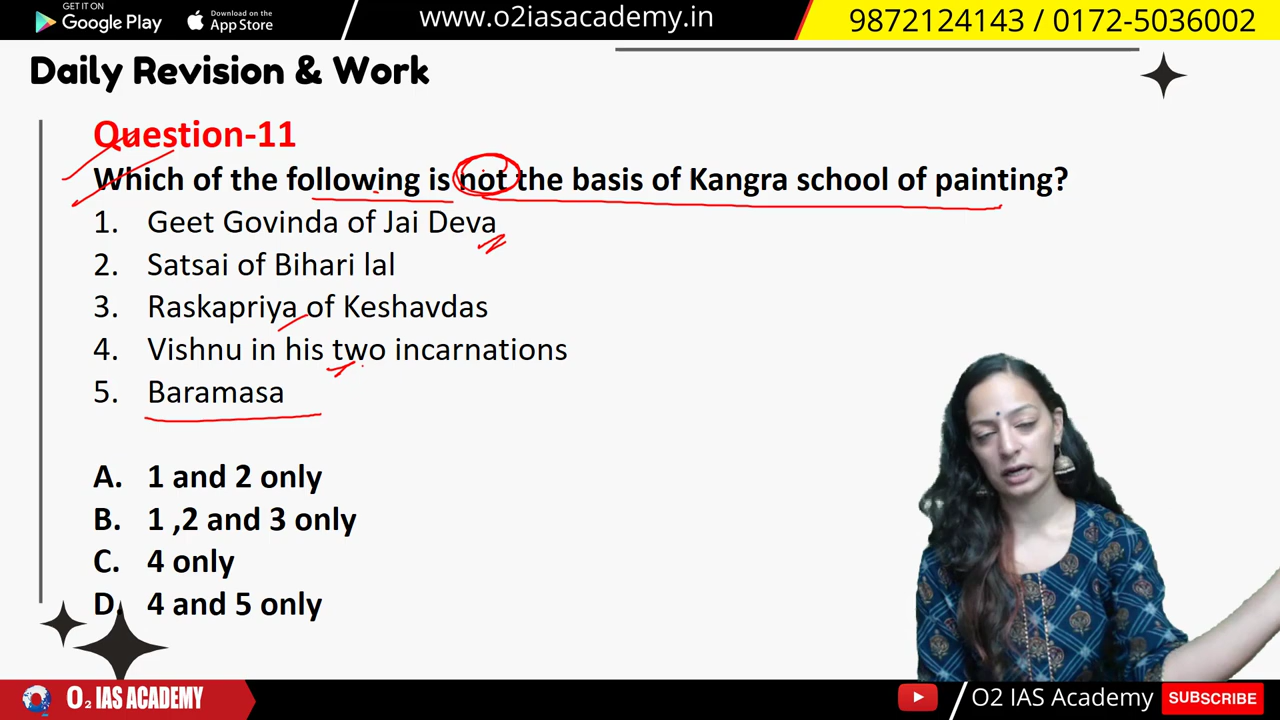 GET IT ON
Google Play
Download on the
App Store
www.o2iasacademy.in
9872124143 / 0172-5036002
Daily Revision & Work
Question-11
Which of the following is not the basis of Kangra school of painting?
1. Geet Govinda of Jai Deva
2. Satsai of Bihari lal
3. Raskapriya of Keshavdas
4. Vishnu in his two incarnations
5. Baramasa
A. 1 and 2 only
B. 1 ,2 and 3 only
C. 4 only
D. 4 and 5 only
O2 IAS ACADEMY
O2 IAS Academy
SUBSCRIBE